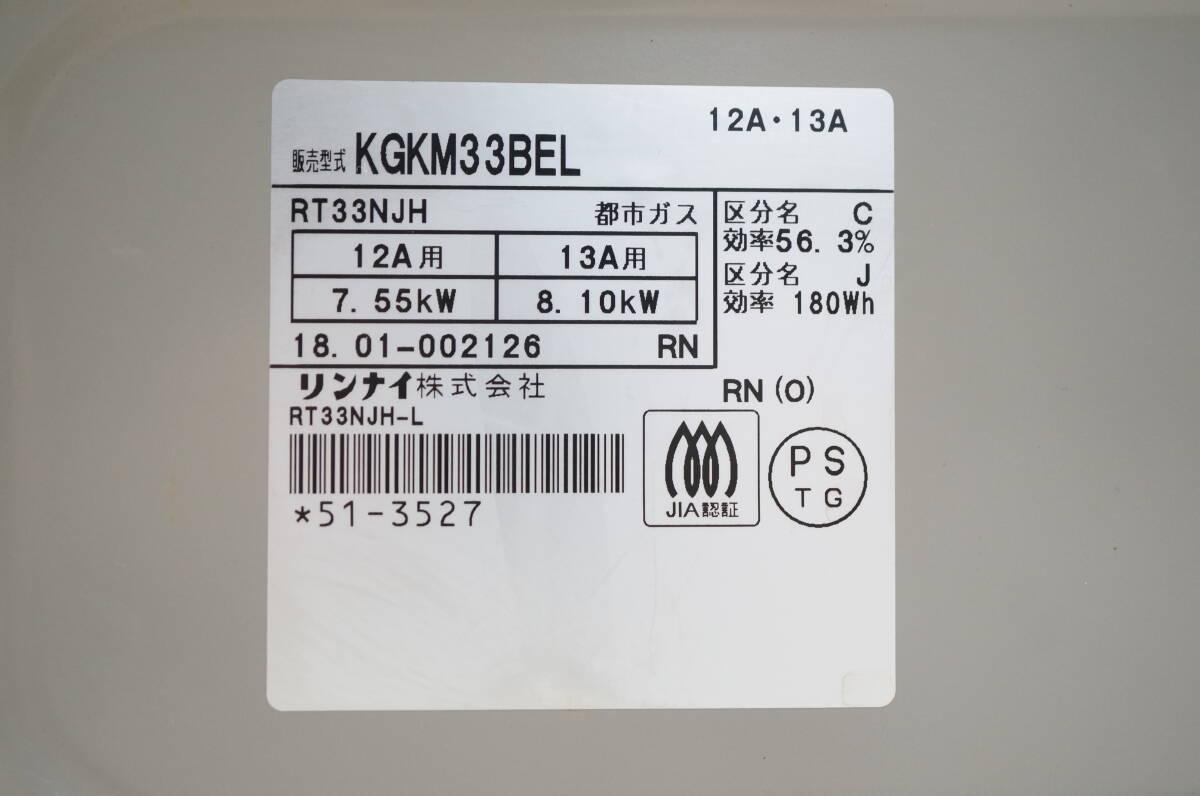 12A・13A
販売型式 KGKM33BEL
RT33NJH 都市ガス
12A用 13A用
7.55kW 8.10kW
18.01-002126 RN
区分名 C
効率56.3%
区分名 J
効率 180Wh
リンナイ株式会社
RN(O)
RT33NJH-L
*51-3527
JIA認証
PS
TG